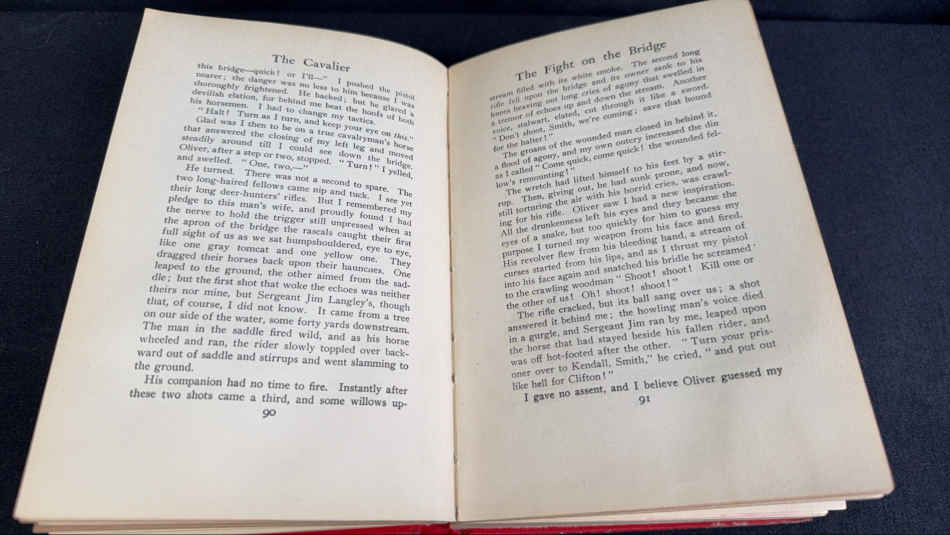 The Cavalier
this bridge—quick! or I'll—" I pushed the pistol
nearer; the danger was no less to him because I was
thoroughly frightened. He backed; but he glared a
devilish elation, for behind me beat the hoofs of both
his horsemen. I had to change my tactics.
"Halt! Turn as I turn, and keep your eye on this."
Glad was I then to be on a true cavalryman's horse
that answered the closing of my left leg and moved
steadily around till I could see down the bridge.
Oliver, after a step or two, stopped. "Turn!" I yelled,
and swelled. "One, two,—"
He turned. There was not a second to spare. The
two long-haired fellows came nip and tuck. I see yet
their long deer-hunters' rifles. But I remembered my
pledge to this man's wife, and proudly found I had
the nerve to hold the trigger still unpressed when at
the apron of the bridge the rascals caught their first
full sight of us as we sat humpshouldered, eye to eye,
like one gray tomcat and one yellow one. They
dragged their horses back upon their haunches. One
leaped to the ground, the other aimed from the sad-
dle; but the first shot that woke the echoes was neither
theirs nor mine, but Sergeant Jim Langley's, though
that, of course, I did not know. It came from a tree
on our side of the water, some forty yards downstream.
The man in the saddle fired wild, and as his horse
wheeled and ran, the rider slowly toppled over back-
ward out of saddle and stirrups and went slamming to
the ground.
His companion had no time to fire. Instantly after
these two shots came a third, and some willows up-
90
The Fight on the Bridge
stream filled with its white smoke. The second long
rifle fell upon the bridge and its owner sank to his
knees heaving out long cries of agony that swelled in
a tremor of echoes up and down the stream. Another
voice, stalwart, elated, cut through it like a sword.
"Don't shoot, Smith, we're coming; save that hound
for the halter!"
The groans of the wounded man closed in behind it,
a flood of agony, and my own outcry increased the din
as I called "Come quick, come quick! the wounded fel-
low's remounting!"
The wretch had lifted himself to his feet by a stir-
rup. Then, giving out, he had sunk prone, and now,
still torturing the air with his horrid cries, was crawl-
ing for his rifle. Oliver saw I had a new inspiration.
All the drunkenness left his eyes and they became the
eyes of a snake, but too quickly for him to guess my
purpose I turned my weapon from his face and fired.
His revolver flew from his bleeding hand, a stream of
curses started from his lips, and as I thrust my pistol
into his face again and snatched his bridle he screamed
to the crawling woodman "Shoot! shoot! Kill one or
the other of us! Oh! shoot! shoot!"
The rifle cracked, but its ball sang over us; a shot
answered it behind me; the howling man's voice died
in a gurgle, and Sergeant Jim ran by me, leaped upon
the horse that had stayed beside his fallen rider, and
was off hot-footed after the other. "Turn your pris-
oner over to Kendall, Smith," he cried, "and put out
like hell for Clifton!"
I gave no assent, and I believe Oliver guessed my
91